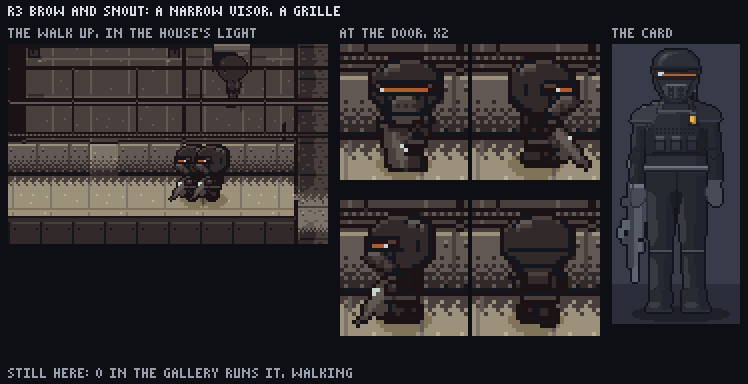 R3 BROW AND SNOUT: A NARROW VISOR, A GRILLE
THE WALK UP, IN THE HOUSE'S LIGHT
AT THE DOOR, X2
THE CARD
STILL HERE: O IN THE GALLERY RUNS IT, WALKING